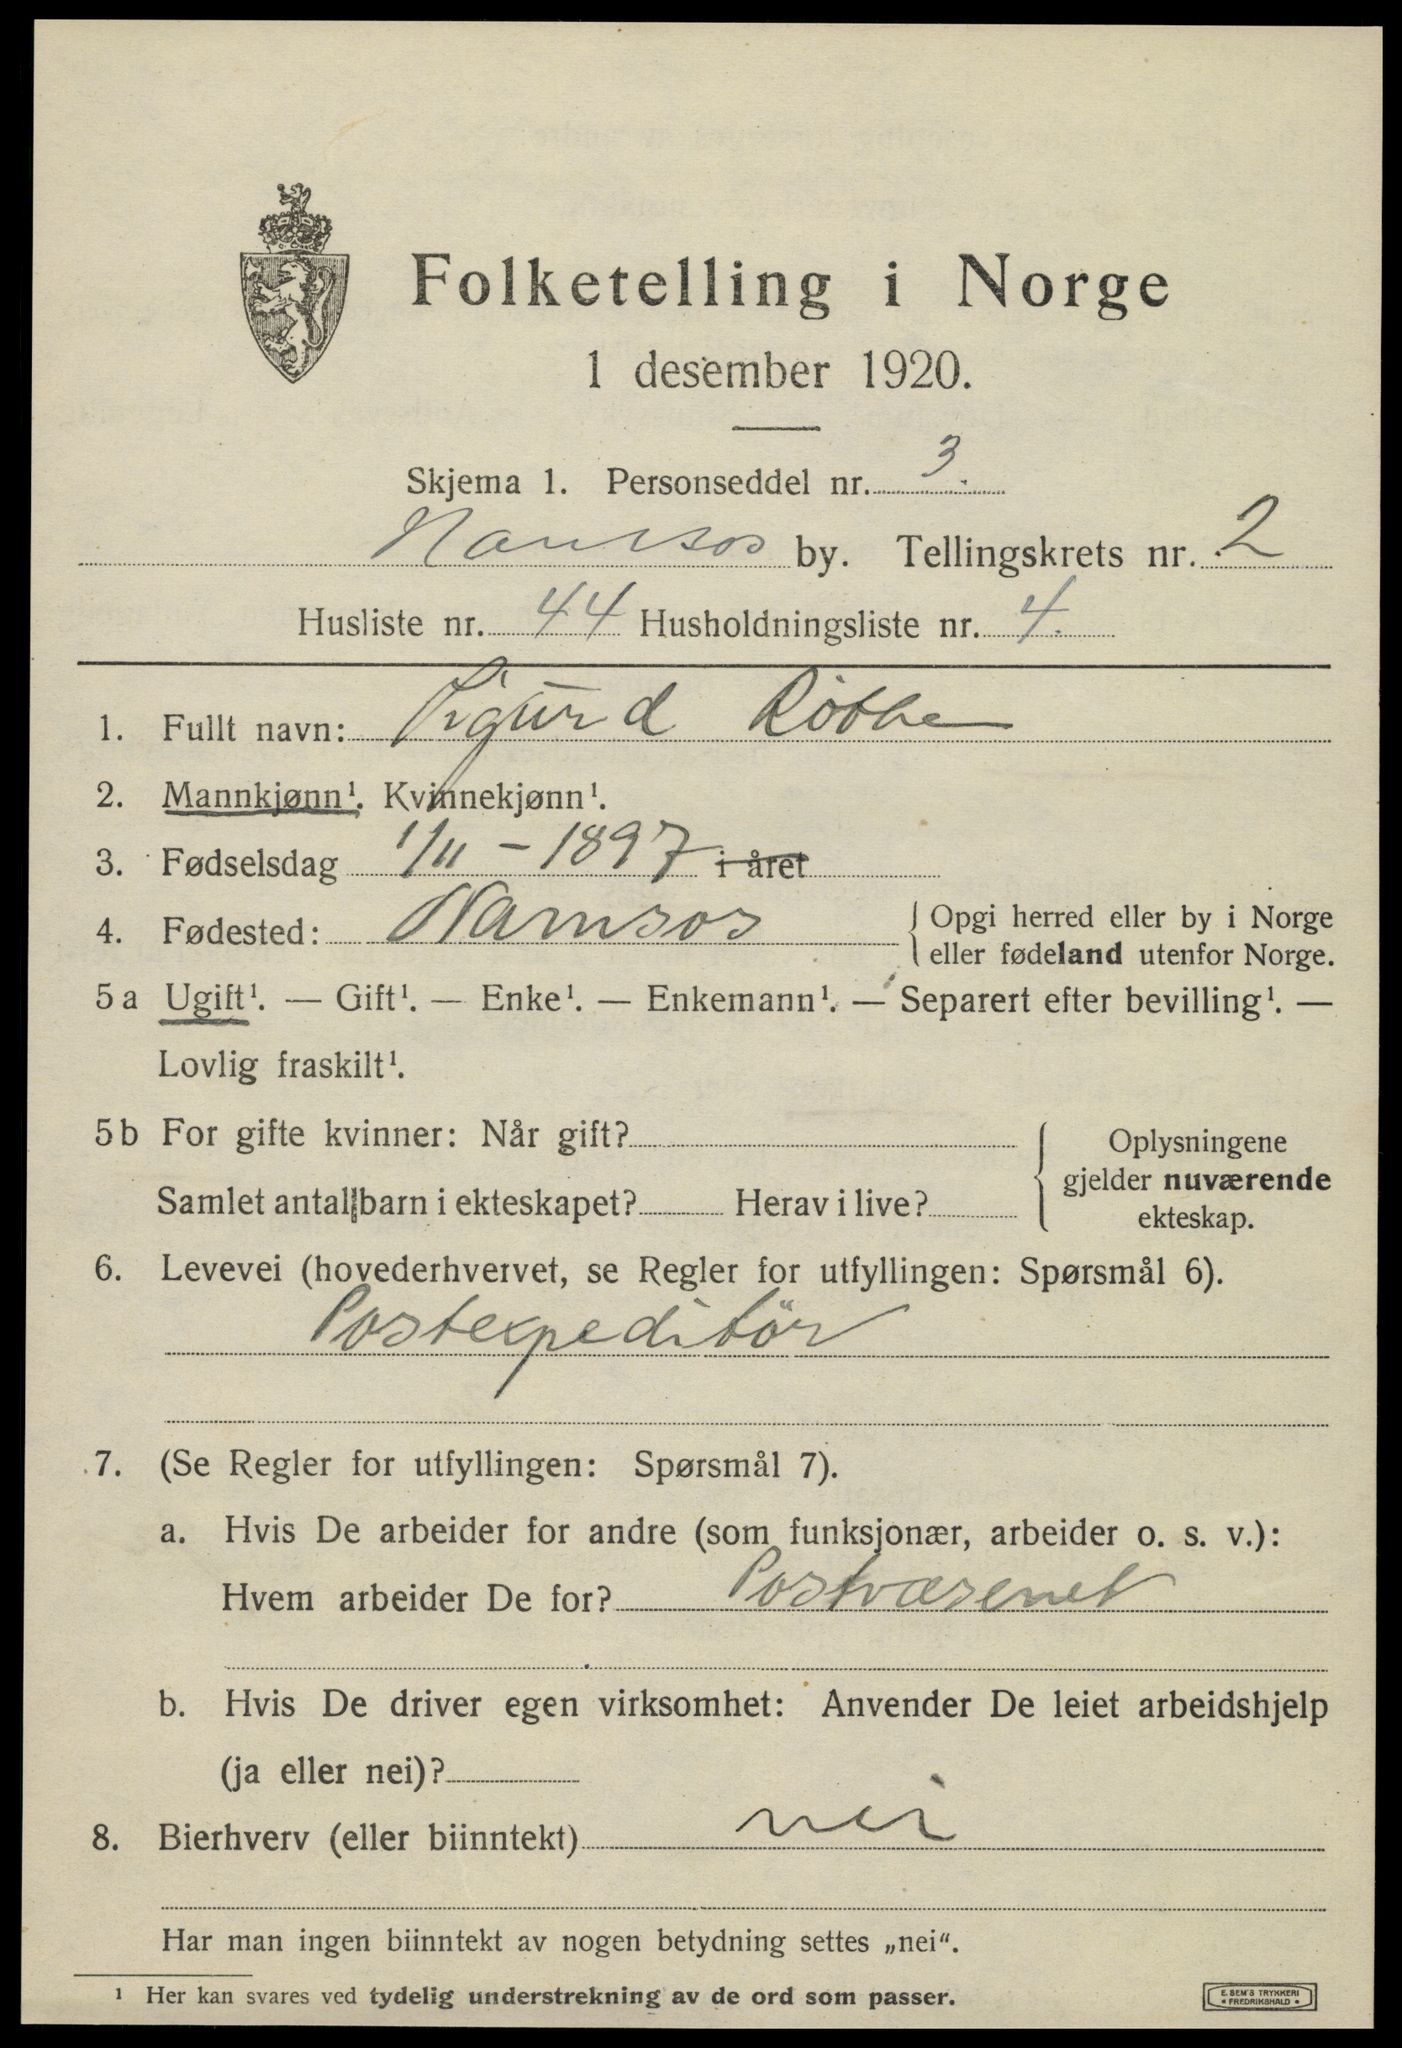 Folketelling i Norge
1 desember 1920.
Skjema 1. Personseddel nr. 3.
Namsos by. Tellingskrets nr. 2
Husliste nr. 44 Husholdningsliste nr. 4.
1. Fullt navn: Sigurd Røthe
2. Mannkjønn¹. Kvinnekjønn¹.
3. Fødselsdag 1/11 – 1897 i året
4. Fødested: Namsos { Opgi herred eller by i Norge
eller fødeland utenfor Norge.
5 a Ugift¹. — Gift¹. — Enke¹. — Enkemann¹. — Separert efter bevilling¹. —
Lovlig fraskilt¹.
5 b For gifte kvinner: Når gift?
Samlet antall barn i ekteskapet? Herav i live?
Oplysningene
gjelder nuværende
ekteskap.
6. Levevei (hovederhvervet, se Regler for utfyllingen: Spørsmål 6).
Postexpeditör
7. (Se Regler for utfyllingen: Spørsmål 7).
a. Hvis De arbeider for andre (som funksjonær, arbeider o. s. v.):
Hvem arbeider De for? Postvæsenet
b. Hvis De driver egen virksomhet: Anvender De leiet arbeidshjelp
(ja eller nei)?
8. Bierhverv (eller biinntekt) nei
Har man ingen biinntekt av nogen betydning settes „nei“.
¹ Her kan svares ved tydelig understrekning av de ord som passer.
E. SEM'S TRYKKERI
• FREDRIKSHALD •